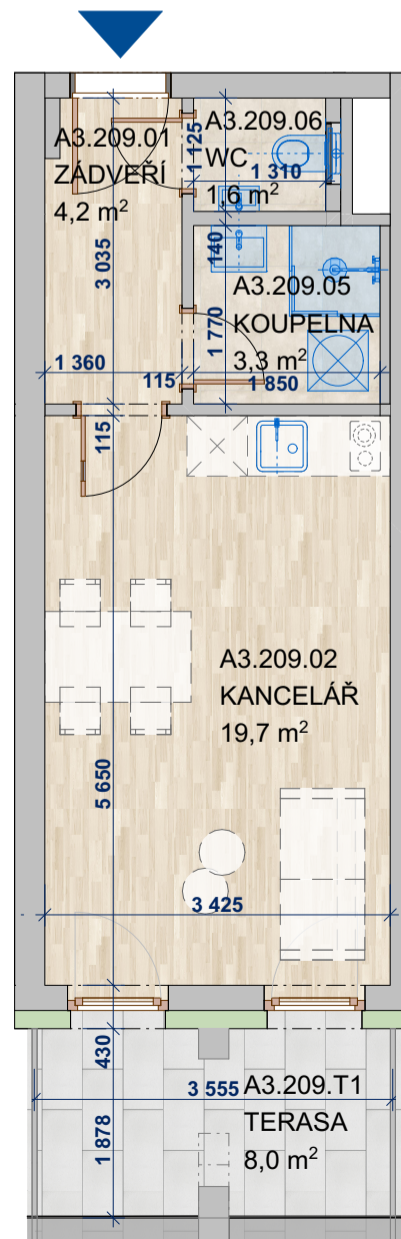 A3.209.01
ZÁDVEŘÍ
4,2 m²
A3.209.06
WC
1,6 m²
1 125
1 310
3 035
140
A3.209.05
KOUPELNA
3,3 m²
1 770
1 360
115
1 850
115
A3.209.02
KANCELÁŘ
19,7 m²
5 650
3 425
430
3 555
A3.209.T1
TERASA
8,0 m²
1 878